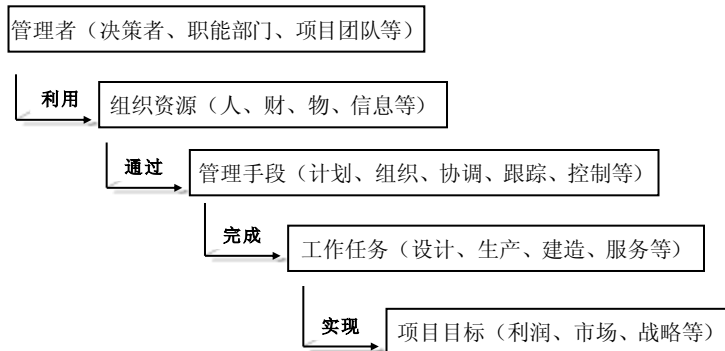 管理者（决策者、职能部门、项目团队等）
利用
组织资源（人、财、物、信息等）
通过
管理手段（计划、组织、协调、跟踪、控制等）
完成
工作任务（设计、生产、建造、服务等）
实现
项目目标（利润、市场、战略等）